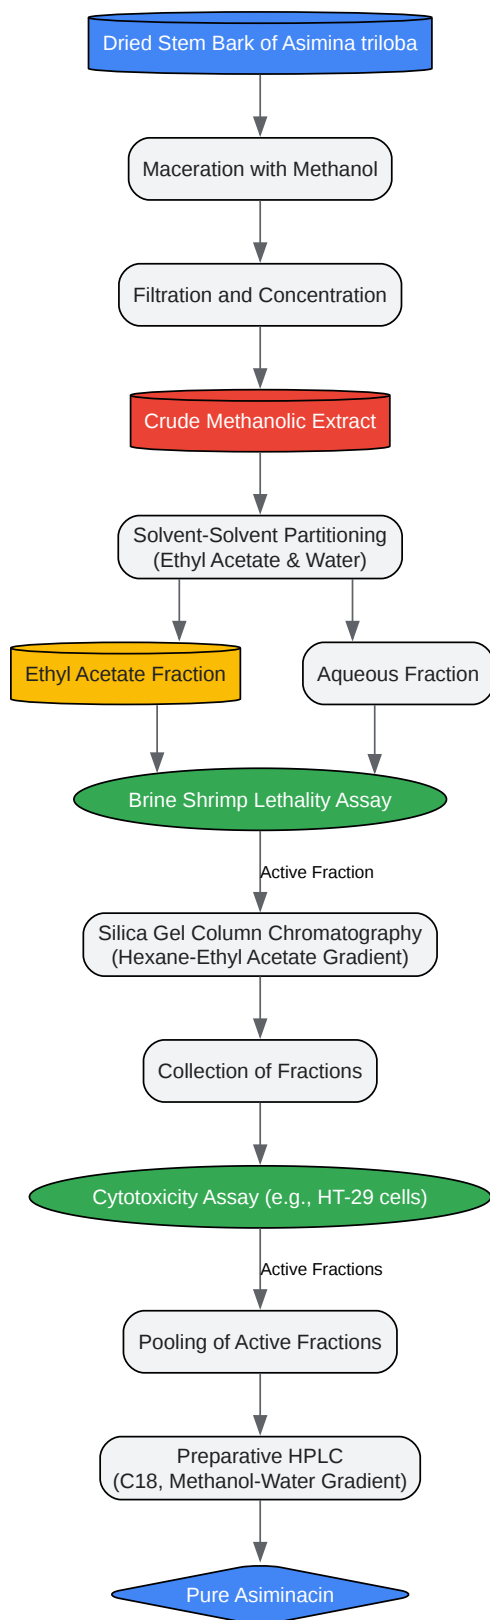 Dried Stem Bark of Asimina triloba
Maceration with Methanol
Filtration and Concentration
Crude Methanolic Extract
Solvent-Solvent Partitioning
(Ethyl Acetate & Water)
Ethyl Acetate Fraction
Aqueous Fraction
Brine Shrimp Lethality Assay
Active Fraction
Silica Gel Column Chromatography
(Hexane-Ethyl Acetate Gradient)
Collection of Fractions
Cytotoxicity Assay (e.g., HT-29 cells)
Active Fractions
Pooling of Active Fractions
Preparative HPLC
(C18, Methanol-Water Gradient)
Pure Asiminacin